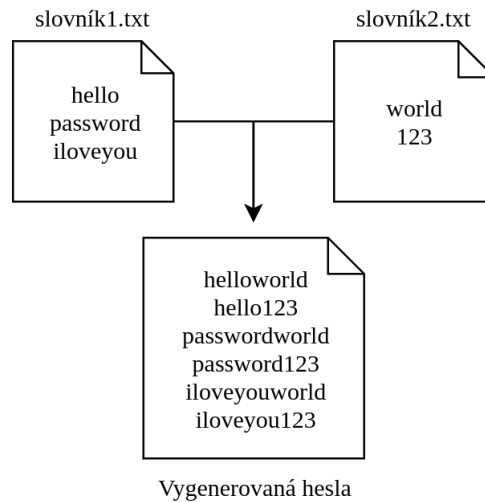 slovník1.txt
hello
password
iloveyou
slovník2.txt
world
123
helloworld
hello123
passwordworld
password123
iloveyouworld
iloveyou123
Vygenerovaná hesla